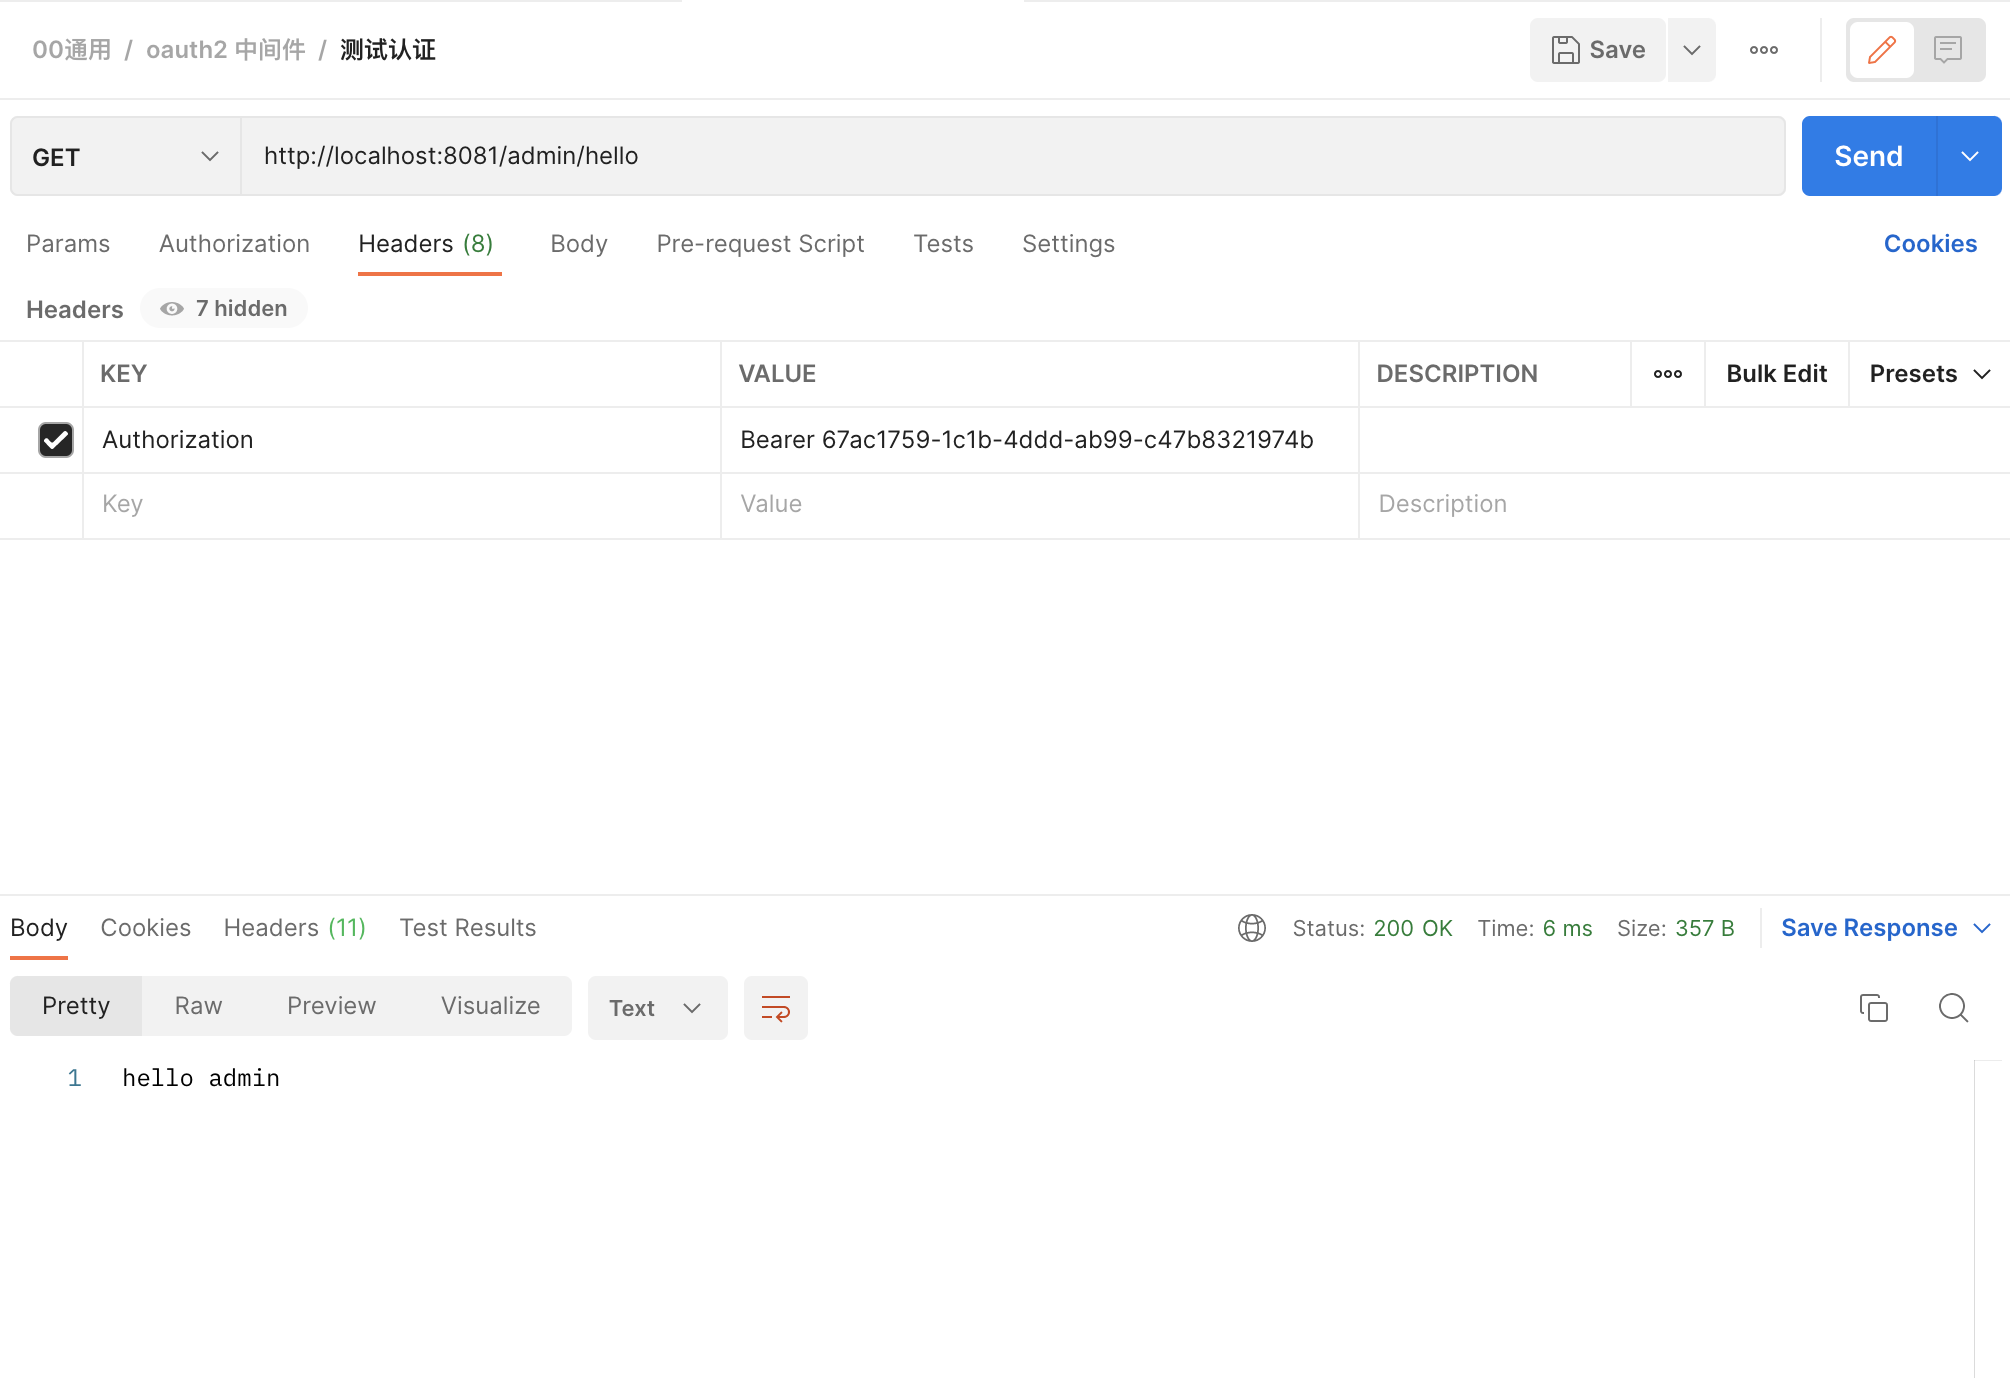 00通用 / oauth2 中间件 / 测试认证
Save
GET
http://localhost:8081/admin/hello
Send
Params Authorization Headers (8) Body Pre-request Script Tests Settings Cookies
Headers 7 hidden
KEY VALUE DESCRIPTION Bulk Edit Presets
Authorization Bearer 67ac1759-1c1b-4ddd-ab99-c47b8321974b
Key Value Description
Body Cookies Headers (11) Test Results Status: 200 OK Time: 6 ms Size: 357 B Save Response
Pretty Raw Preview Visualize Text
1 hello admin